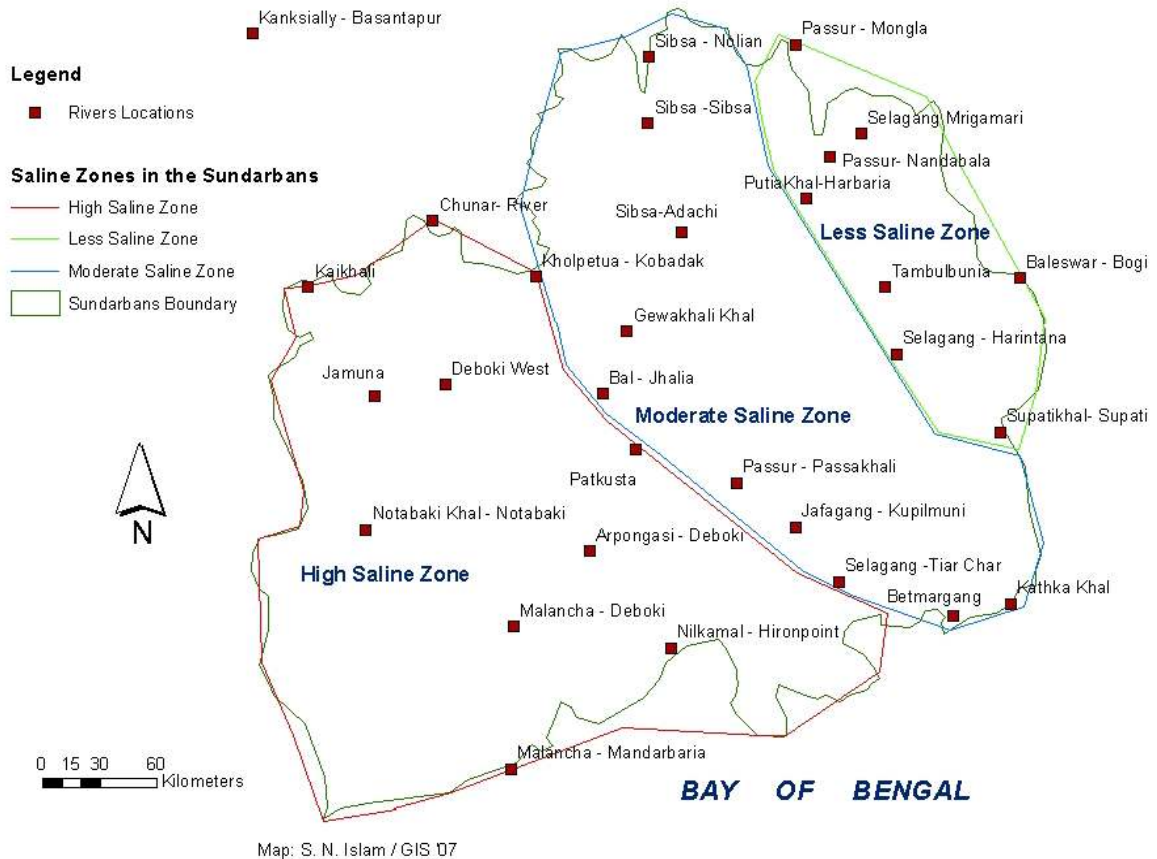 Kanksially - Basantapur
Legend
Rivers Locations
Saline Zones in the Sundarbans
High Saline Zone
Less Saline Zone
Moderate Saline Zone
Sundarbans Boundary
Sibsa - Nolian
Passur - Mongla
Sibsa -Sibsa
Selagang Mrigamari
Passur- Nandabala
PutiaKhal-Harbaria
Chunar- River
Sibsa-Adachi
Less Saline Zone
Kaikhali
Kholpetua - Kobadak
Tambulbunia
Baleswar - Bogi
Gewakhali Khal
Selagang - Harintana
Jamuna
Deboki West
Bal - Jhalia
Moderate Saline Zone
Supatikhal- Supati
Patkusta
Passur - Passakhali
N
Notabaki Khal - Notabaki
Jafagang - Kupilmuni
Arpongasi - Deboki
High Saline Zone
Selagang -Tiar Char
Betmargang
Kathka Khal
Malancha - Deboki
Nilkamal - Hironpoint
Malancha - Mandarbaria
0 15 30 60
Kilometers
BAY OF BENGAL
Map: S. N. Islam / GIS '07